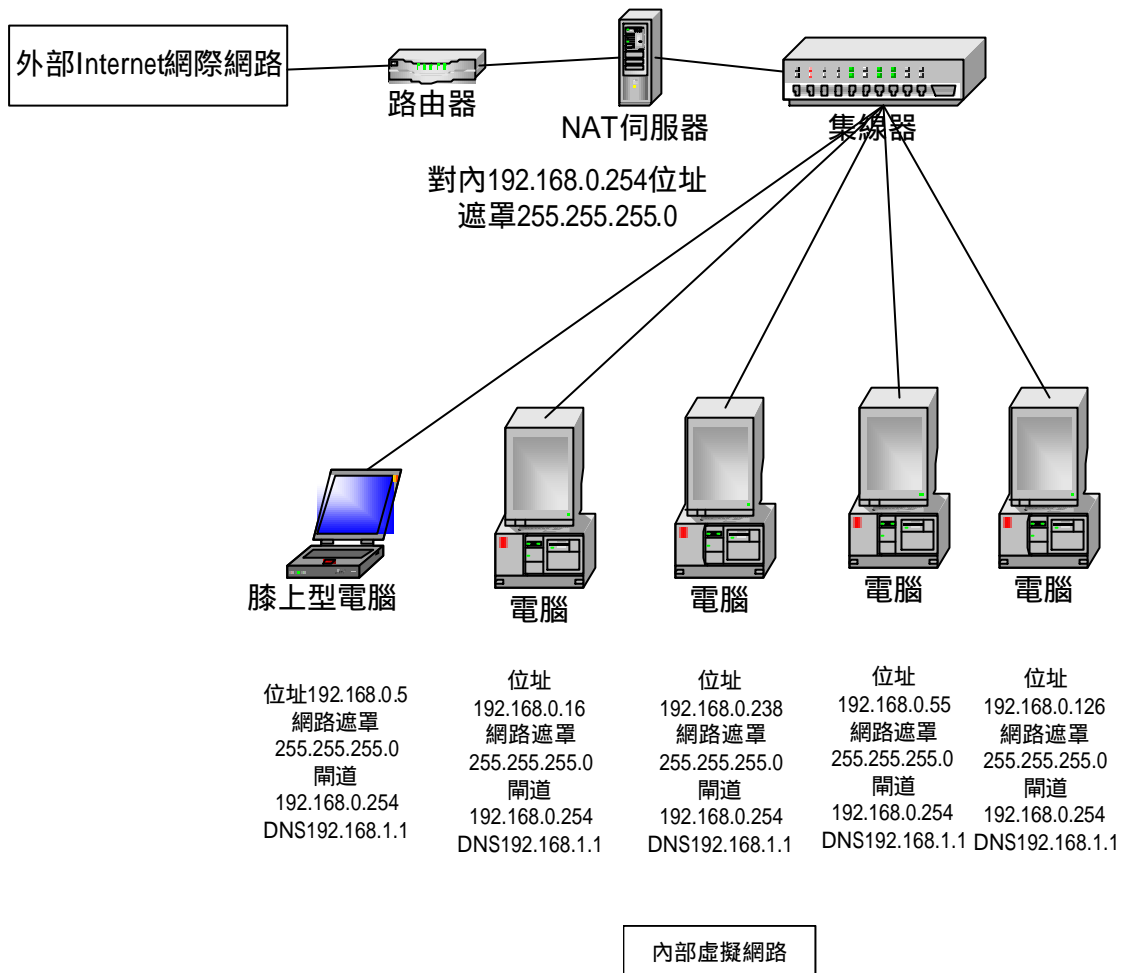 外部Internet網際網路
路由器
NAT伺服器
集線器
對內192.168.0.254位址
遮罩255.255.255.0
膝上型電腦
電腦
電腦
電腦
電腦
位址192.168.0.5
網路遮罩
255.255.255.0
閘道
192.168.0.254
DNS192.168.1.1
位址
192.168.0.16
網路遮罩
255.255.255.0
閘道
192.168.0.254
DNS192.168.1.1
位址
192.168.0.238
網路遮罩
255.255.255.0
閘道
192.168.0.254
DNS192.168.1.1
位址
192.168.0.55
網路遮罩
255.255.255.0
閘道
192.168.0.254
DNS192.168.1.1
位址
192.168.0.126
網路遮罩
255.255.255.0
閘道
192.168.0.254
DNS192.168.1.1
內部虛擬網路